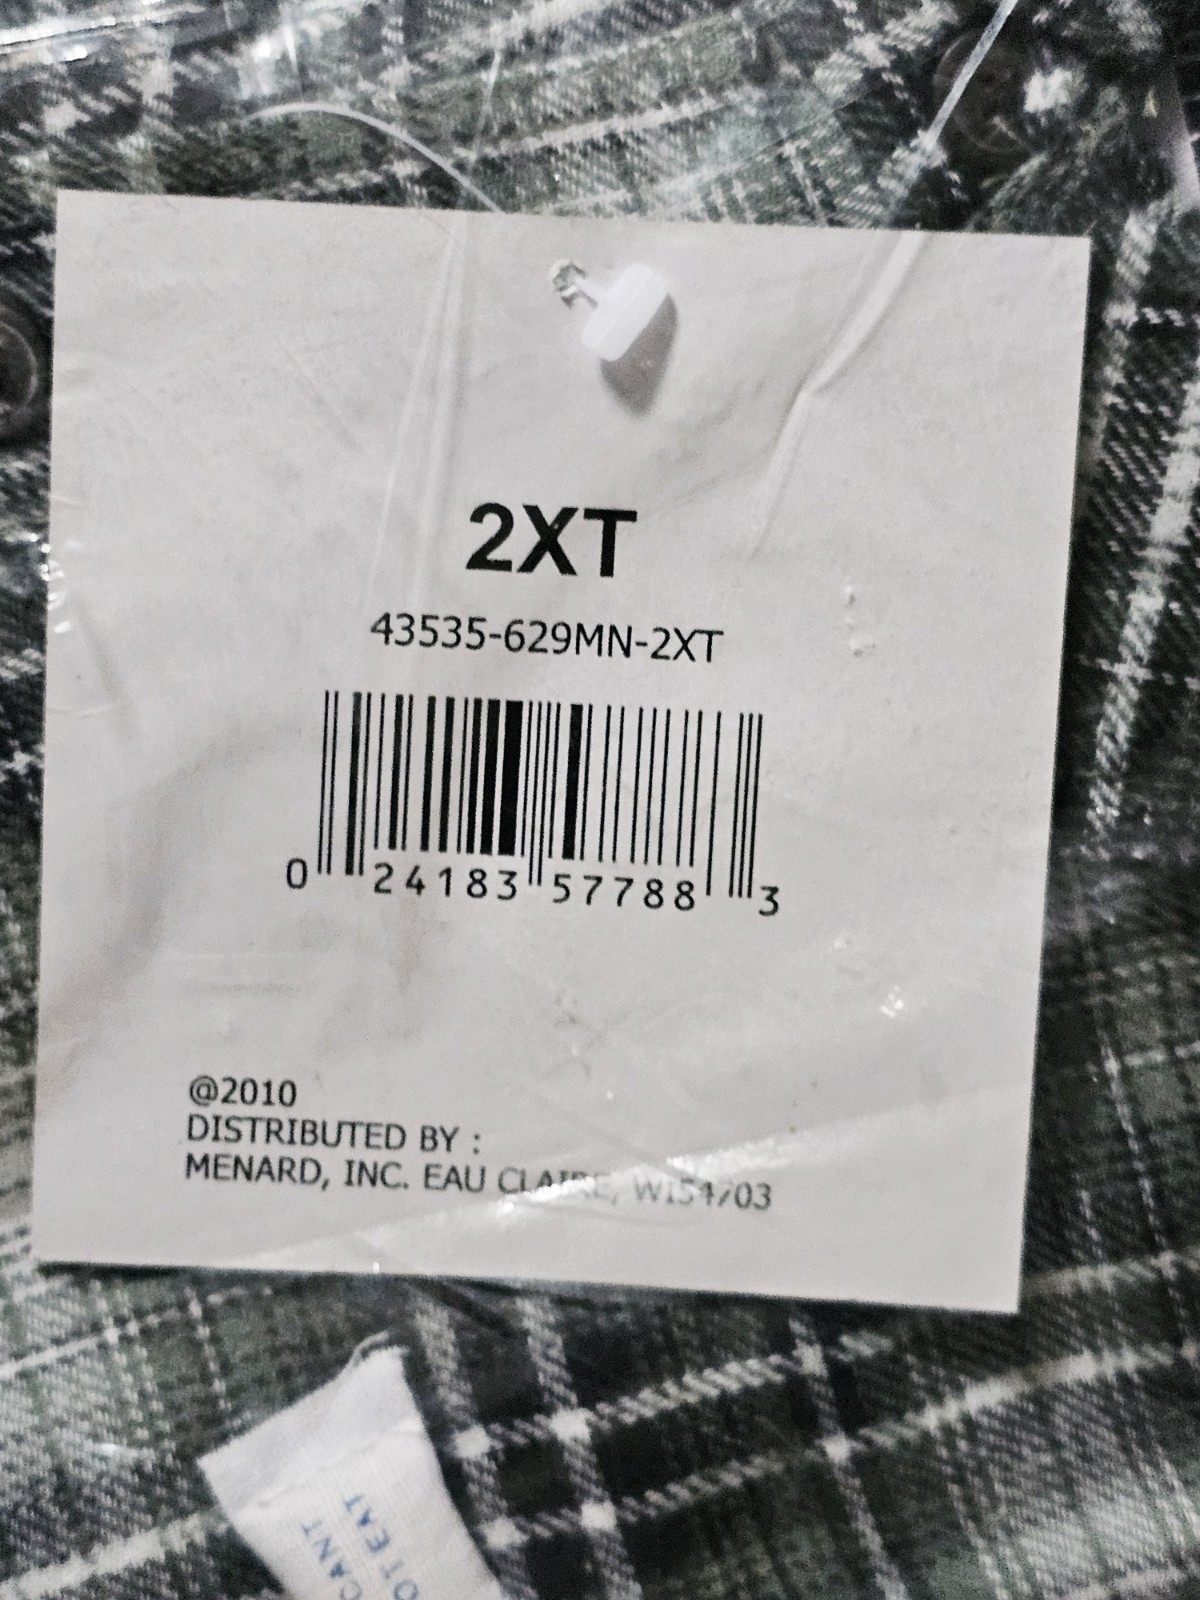 2XT
43535-629MN-2XT
0 24183 57788 3
@2010
DISTRIBUTED BY :
MENARD, INC. EAU CLAIRE, WI54703